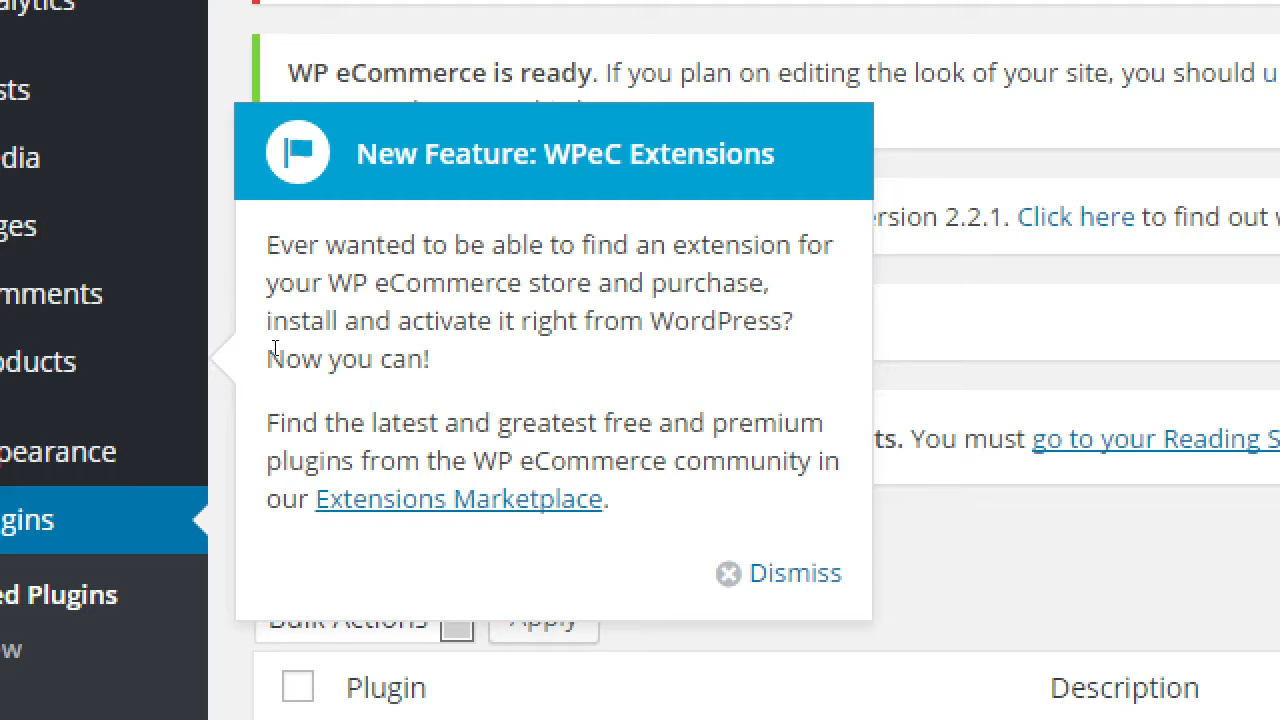 alytics
WP eCommerce is ready. If you plan on editing the look of your site, you should u
sts
New Feature: WPeC Extensions
dia
ersion 2.2.1. Click here to find out w
ges
Ever wanted to be able to find an extension for
your WP eCommerce store and purchase,
install and activate it right from WordPress?
Now you can!
mments
oducts
Find the latest and greatest free and premium
plugins from the WP eCommerce community in
our Extensions Marketplace.
ts. You must go to your Reading S
pearance
gins
Dismiss
ed Plugins
Bulk Actions
Apply
w
Plugin
Description